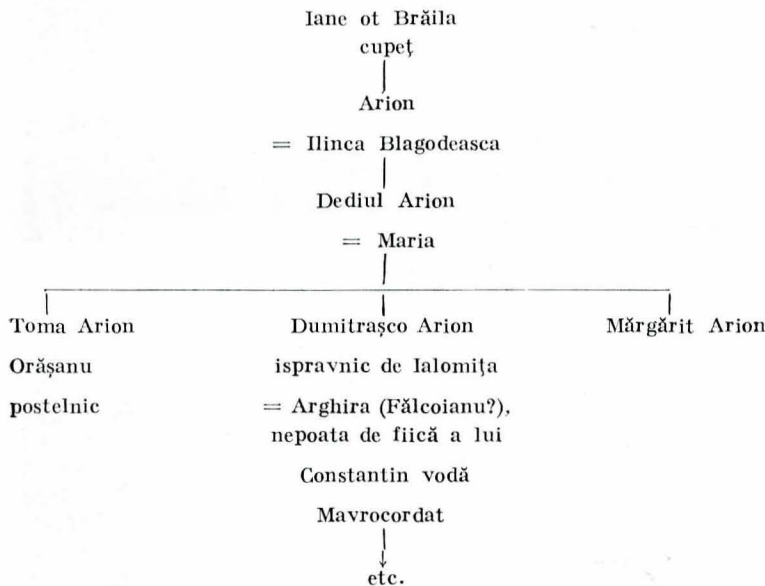 Iane ot Brăila
cupeț
Arion
= Ilinca Blagodeasca
Dediul Arion
= Maria
Toma Arion Dumitrașco Arion Mărgărit Arion
Orășanu ispravnic de Ialomița
postelnic = Arghira (Fălcoianu?),
nepoata de fiică a lui
Constantin vodă
Mavrocordat
etc.